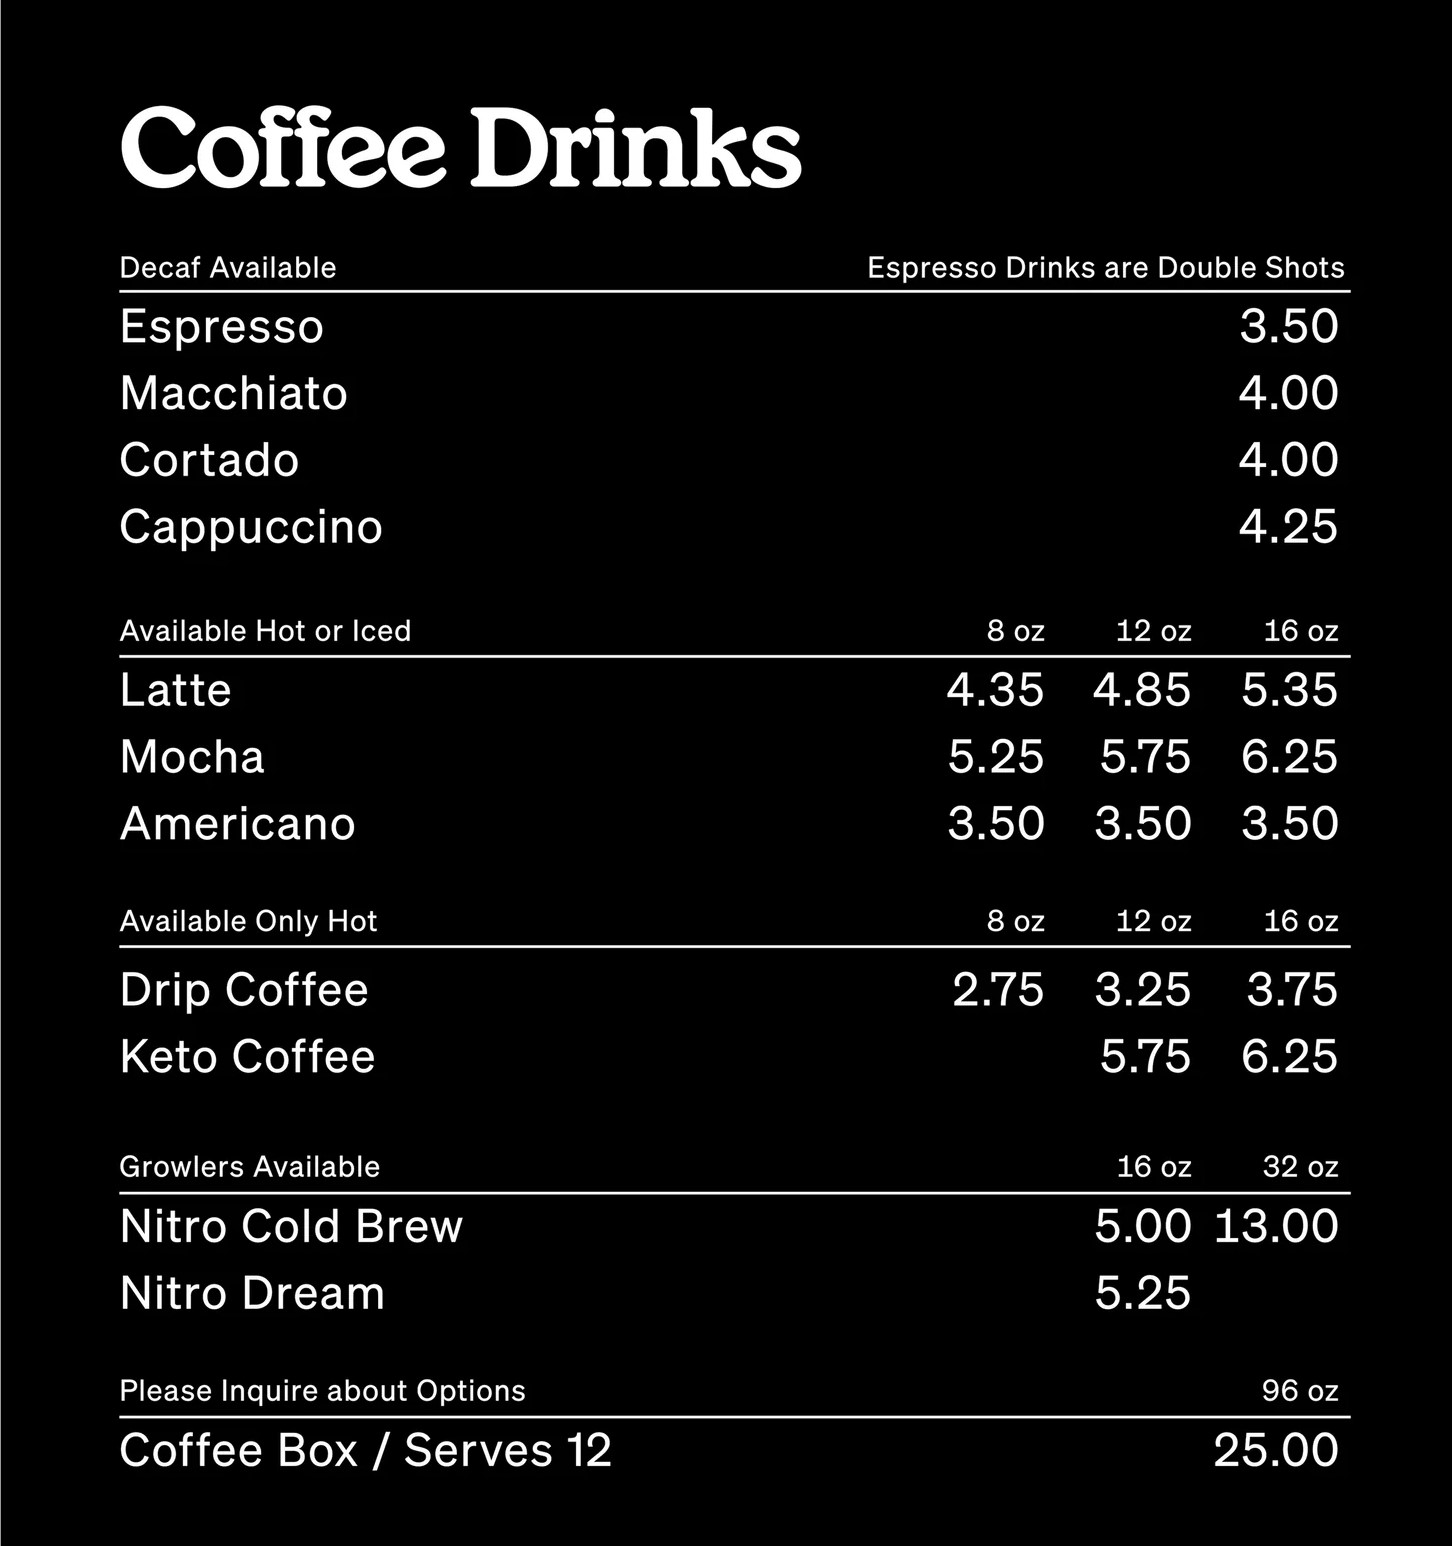 Coffee Drinks
Decaf Available Espresso Drinks are Double Shots
Espresso 3.50
Macchiato 4.00
Cortado 4.00
Cappuccino 4.25
Available Hot or Iced 8 oz 12 oz 16 oz
Latte 4.35 4.85 5.35
Mocha 5.25 5.75 6.25
Americano 3.50 3.50 3.50
Available Only Hot 8 oz 12 oz 16 oz
Drip Coffee 2.75 3.25 3.75
Keto Coffee 5.75 6.25
Growlers Available 16 oz 32 oz
Nitro Cold Brew 5.00 13.00
Nitro Dream 5.25
Please Inquire about Options 96 oz
Coffee Box / Serves 12 25.00